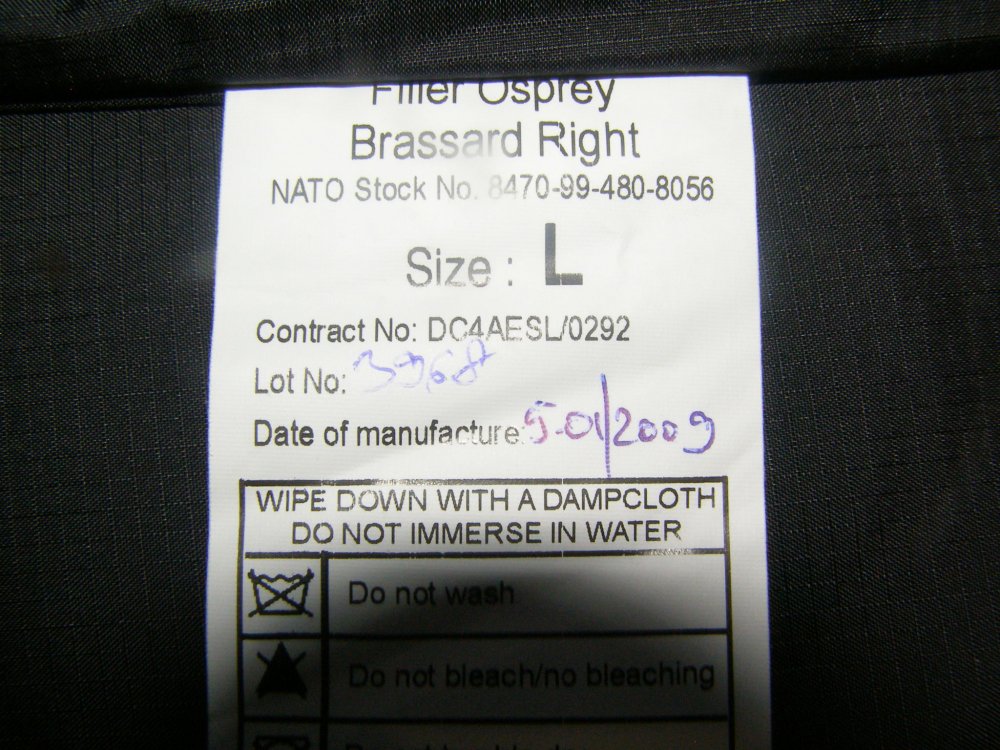 Filler Osprey
Brassard Right
NATO Stock No. 8470-99-480-8056
Size : L
Contract No: DC4AESL/0292
Lot No: 3968
Date of manufacture: 5-01/2009
WIPE DOWN WITH A DAMPCLOTH
DO NOT IMMERSE IN WATER
Do not wash
Do not bleach/no bleaching